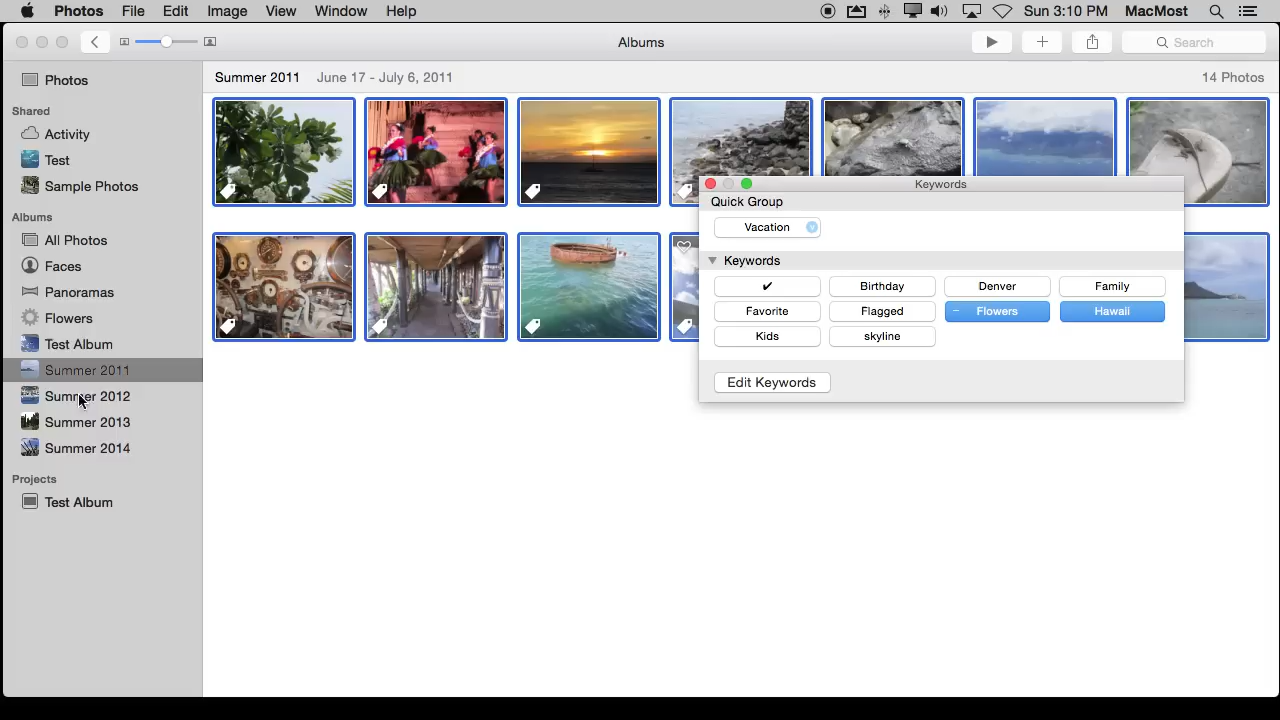 Photos File Edit Image View Window Help Sun 3:10 PM MacMost
Albums Search
Photos
Shared
Activity
Test
Sample Photos
Albums
All Photos
Faces
Panoramas
Flowers
Test Album
Summer 2011
Summer 2012
Summer 2013
Summer 2014
Projects
Test Album
Summer 2011 June 17 - July 6, 2011 14 Photos
Keywords
Quick Group
Vacation
Keywords
✓ Birthday Denver Family
Favorite Flagged – Flowers Hawaii
Kids skyline
Edit Keywords